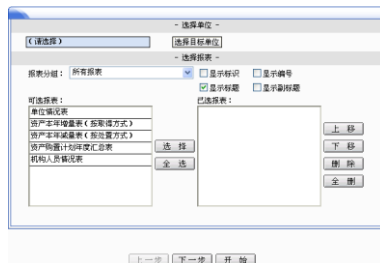 - 选择单位 -
(请选择) 选择目标单位
- 选择报表 -
报表分组： 所有报表 显示标识 显示编号
显示标题 显示副标题
可选报表： 已选报表：
单位情况表
资产本年增量表(按取得方式)
资产本年减量表(按处置方式)
资产购置计划年度汇总表
机构人员情况表
选 择
全 选
上 移
下 移
删 除
全 删
上一步 下一步 开 始